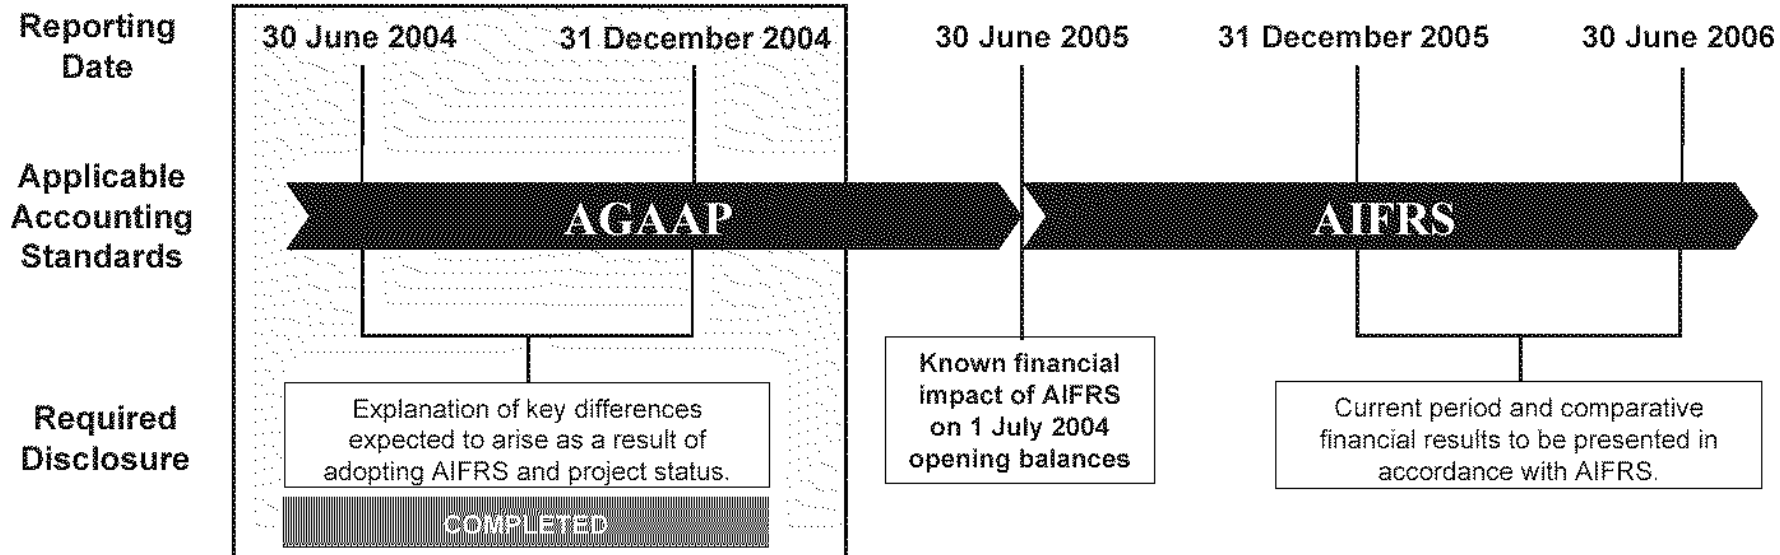 Reporting
Date
30 June 2004
31 December 2004
30 June 2005
31 December 2005
30 June 2006
Applicable
Accounting
Standards
AGAAP
AIFRS
Required
Disclosure
Explanation of key differences
expected to arise as a result of
adopting AIFRS and project status.
COMPLETED
Known financial
impact of AIFRS
on 1 July 2004
opening balances
Current period and comparative
financial results to be presented in
accordance with AIFRS.